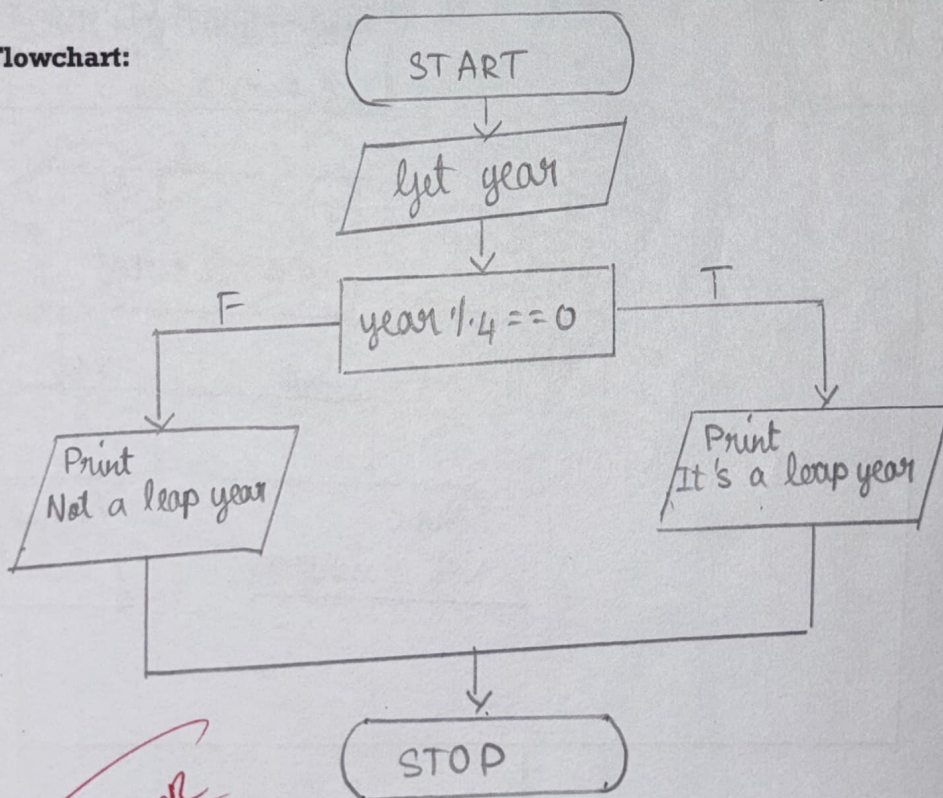 lowchart:
START
Get year
F
T
year % 4 == 0
Print
Not a leap year
Print
It's a leap year
STOP